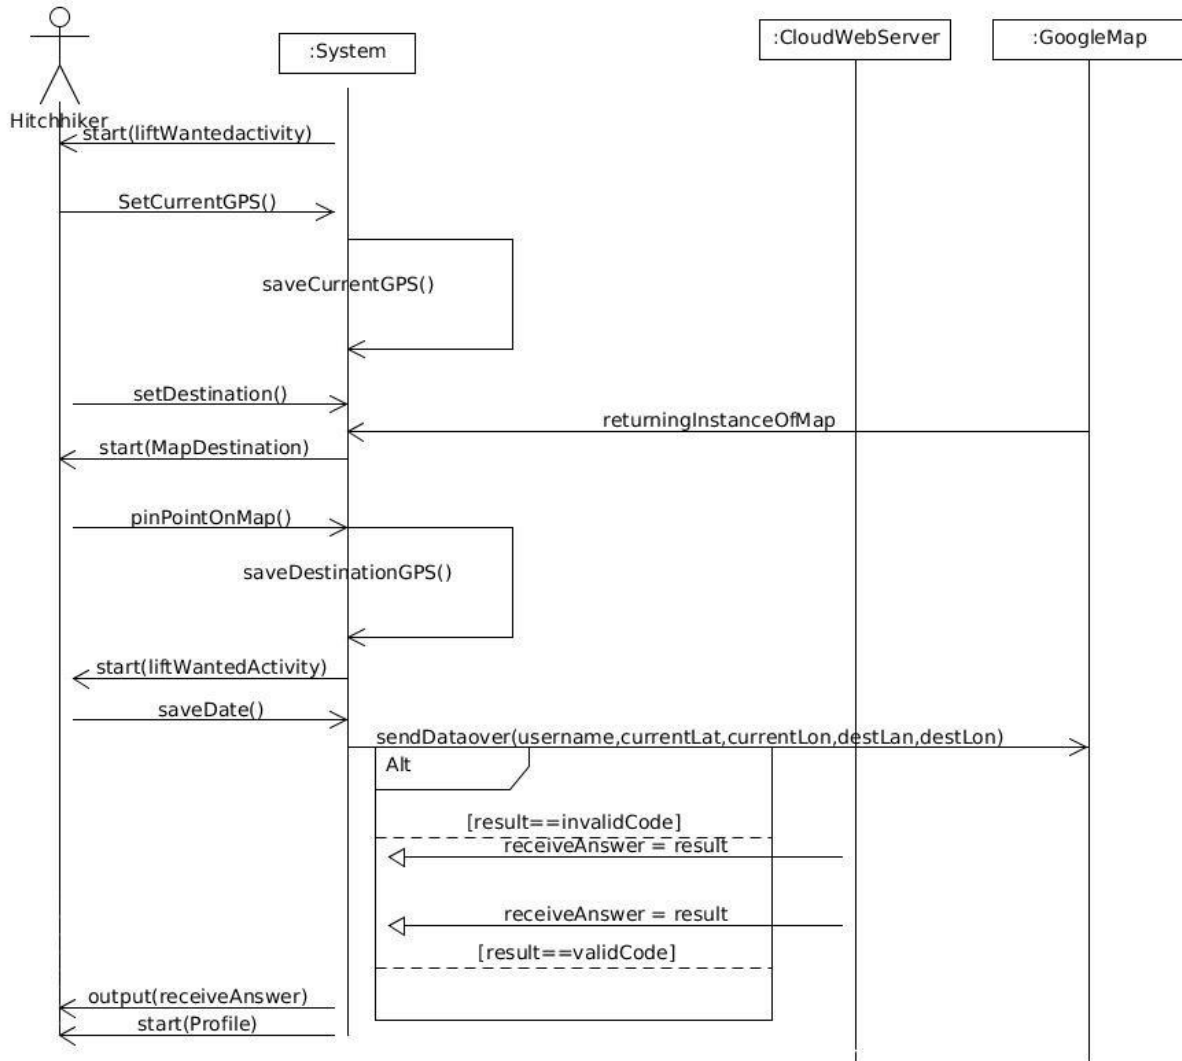 :System
:CloudWebServer
:GoogleMap
Hitchhiker
start(liftWantedactivity)
SetCurrentGPS()
saveCurrentGPS()
setDestination()
returningInstanceOfMap
start(MapDestination)
pinPointOnMap()
saveDestinationGPS()
start(liftWantedActivity)
saveDate()
sendDataover(username,currentLat,currentLon,destLan,destLon)
Alt
[result==invalidCode]
receiveAnswer = result
receiveAnswer = result
[result==validCode]
output(receiveAnswer)
start(Profile)